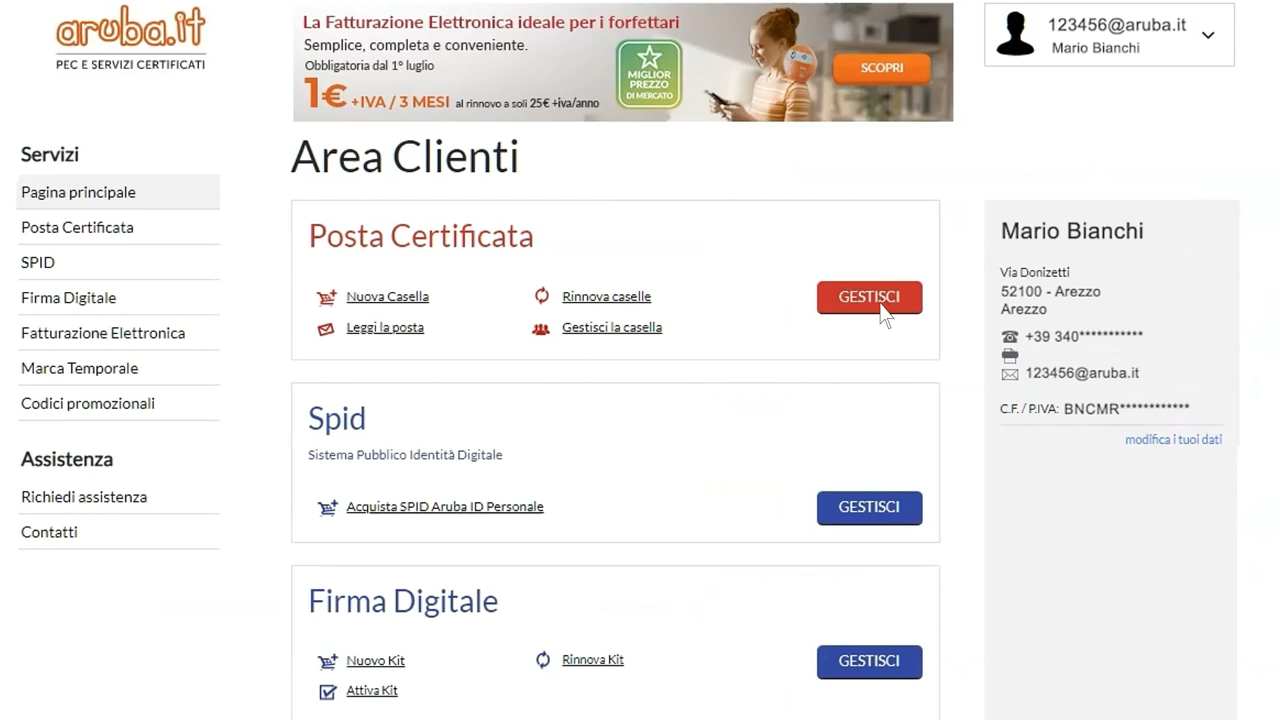 aruba.it
PEC E SERVIZI CERTIFICATI
La Fatturazione Elettronica ideale per i forfettari
Semplice, completa e conveniente.
Obbligatoria dal 1° luglio
1€ +IVA / 3 MESI al rinnovo a soli 25€ +iva/anno
MIGLIOR
PREZZO
DI MERCATO
SCOPRI
123456@aruba.it
Mario Bianchi
Servizi
Pagina principale
Posta Certificata
SPID
Firma Digitale
Fatturazione Elettronica
Marca Temporale
Codici promozionali
Assistenza
Richiedi assistenza
Contatti
Area Clienti
Posta Certificata
Nuova Casella
Rinnova caselle
Leggi la posta
Gestisci la casella
GESTISCI
Spid
Sistema Pubblico Identità Digitale
Acquista SPID Aruba ID Personale
GESTISCI
Firma Digitale
Nuovo Kit
Rinnova Kit
Attiva Kit
GESTISCI
Mario Bianchi
Via Donizetti
52100 - Arezzo
Arezzo
+39 340***********
123456@aruba.it
C.F. / P.IVA: BNCMR************
modifica i tuoi dati